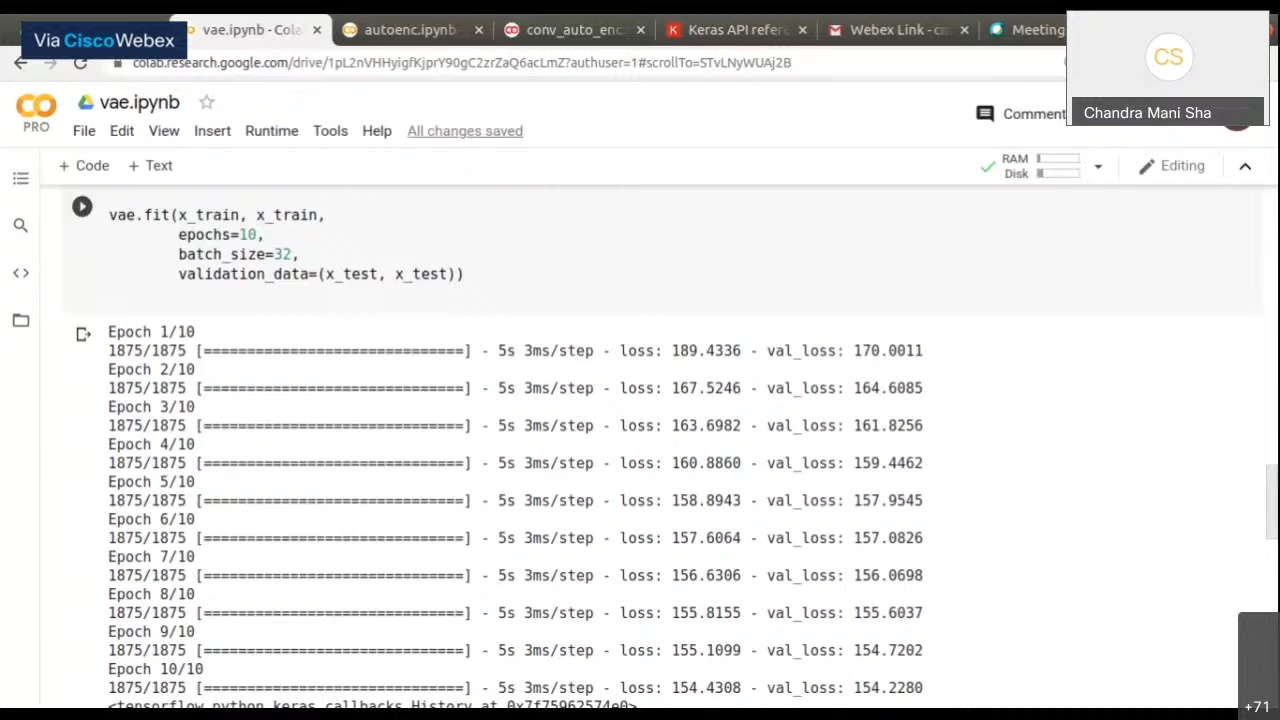 Via Cisco Webex
vae.ipynb - Cola
autoenc.ipynb
conv_auto_enc
Keras API refere
Webex Link - cm
Meeting
colab.research.google.com/drive/1pL2nVHHyigfKjprY90gC2zrZaQ6acLmZ?authuser=1#scrollTo=STvLNyWUAj2B
CS
Chandra Mani Sha
PRO
vae.ipynb
File Edit View Insert Runtime Tools Help All changes saved
Comment
+ Code + Text
RAM
Disk
Editing
vae.fit(x_train, x_train,
epochs=10,
batch_size=32,
validation_data=(x_test, x_test))
Epoch 1/10
1875/1875 [==============================] - 5s 3ms/step - loss: 189.4336 - val_loss: 170.0011
Epoch 2/10
1875/1875 [==============================] - 5s 3ms/step - loss: 167.5246 - val_loss: 164.6085
Epoch 3/10
1875/1875 [==============================] - 5s 3ms/step - loss: 163.6982 - val_loss: 161.8256
Epoch 4/10
1875/1875 [==============================] - 5s 3ms/step - loss: 160.8860 - val_loss: 159.4462
Epoch 5/10
1875/1875 [==============================] - 5s 3ms/step - loss: 158.8943 - val_loss: 157.9545
Epoch 6/10
1875/1875 [==============================] - 5s 3ms/step - loss: 157.6064 - val_loss: 157.0826
Epoch 7/10
1875/1875 [==============================] - 5s 3ms/step - loss: 156.6306 - val_loss: 156.0698
Epoch 8/10
1875/1875 [==============================] - 5s 3ms/step - loss: 155.8155 - val_loss: 155.6037
Epoch 9/10
1875/1875 [==============================] - 5s 3ms/step - loss: 155.1099 - val_loss: 154.7202
Epoch 10/10
1875/1875 [==============================] - 5s 3ms/step - loss: 154.4308 - val_loss: 154.2280
<tensorflow.python.keras.callbacks.History at 0x7f75962574e0>
+71